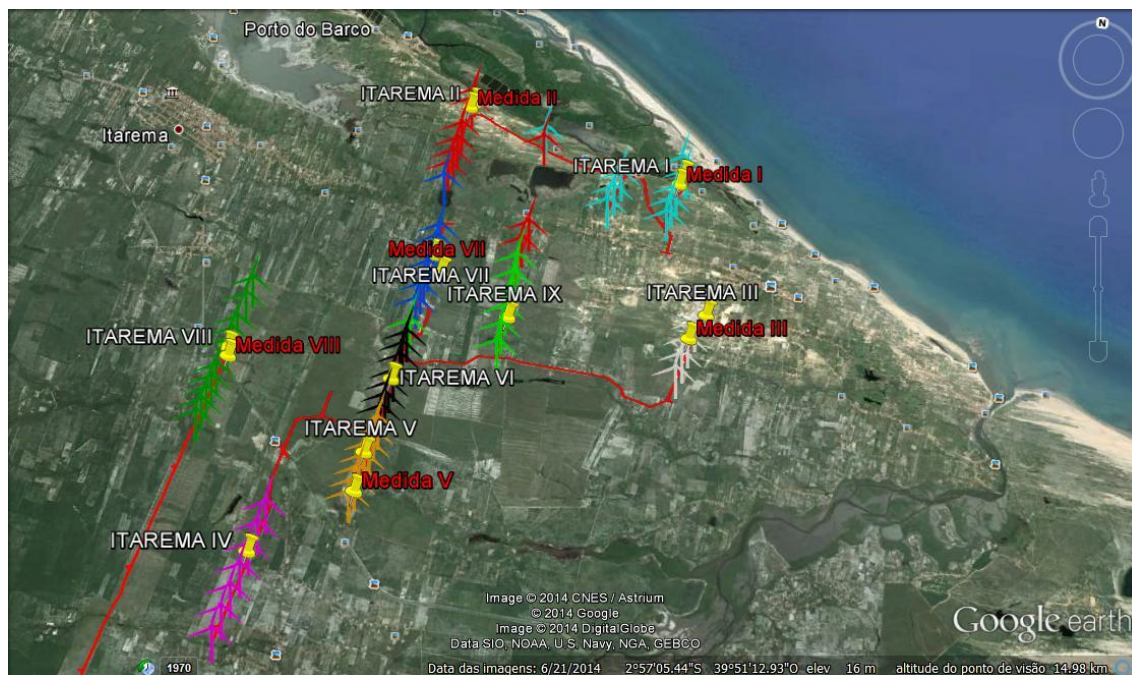 N
Porto do Barco
ITAREMA II
Medida II
Itarema
ITAREMA I
Medida I
Medida VII
ITAREMA VII
ITAREMA IX
ITAREMA III
ITAREMA VIII
Medida VIII
Medida III
ITAREMA VI
ITAREMA V
Medida V
ITAREMA IV
Image © 2014 CNES / Astrium
© 2014 Google
Image © 2014 DigitalGlobe
Data SIO, NOAA, U.S. Navy, NGA, GEBCO
Google earth
1970
Data das imagens: 6/21/2014 2°57'05.44"S 39°51'12.93"O elev 16 m altitude do ponto de visão 14.98 km